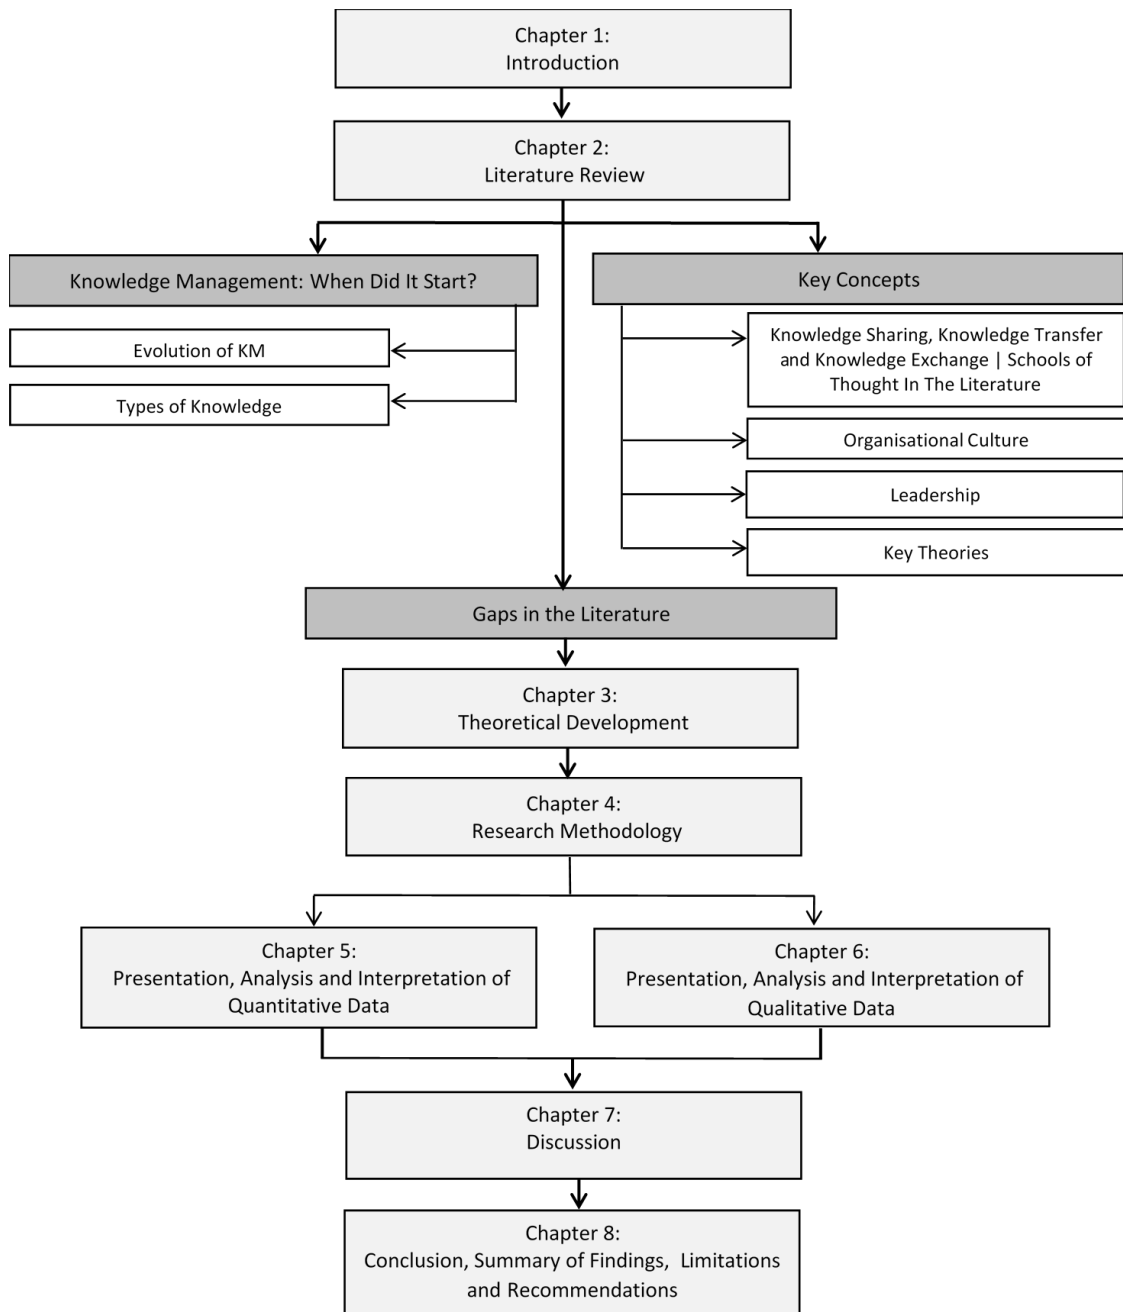 Chapter 1:
Introduction
Chapter 2:
Literature Review
Knowledge Management: When Did It Start?
Evolution of KM
Types of Knowledge
Key Concepts
Knowledge Sharing, Knowledge Transfer
and Knowledge Exchange | Schools of
Thought In The Literature
Organisational Culture
Leadership
Key Theories
Gaps in the Literature
Chapter 3:
Theoretical Development
Chapter 4:
Research Methodology
Chapter 5:
Presentation, Analysis and Interpretation of
Quantitative Data
Chapter 6:
Presentation, Analysis and Interpretation of
Qualitative Data
Chapter 7:
Discussion
Chapter 8:
Conclusion, Summary of Findings, Limitations
and Recommendations